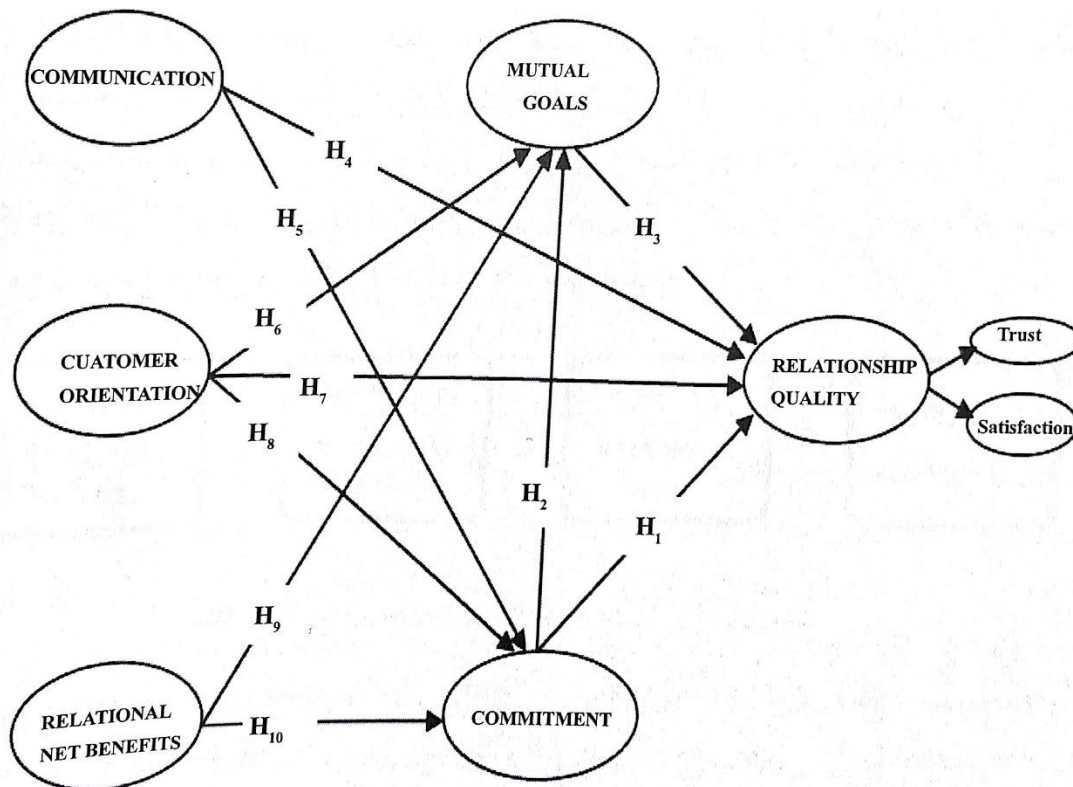 COMMUNICATION
MUTUAL
GOALS
H4
H5
H3
H6
CUATOMER
ORIENTATION
H7
H8
RELATIONSHIP
QUALITY
Trust
Satisfaction
H2
H1
H9
RELATIONAL
NET BENEFITS
H10
COMMITMENT